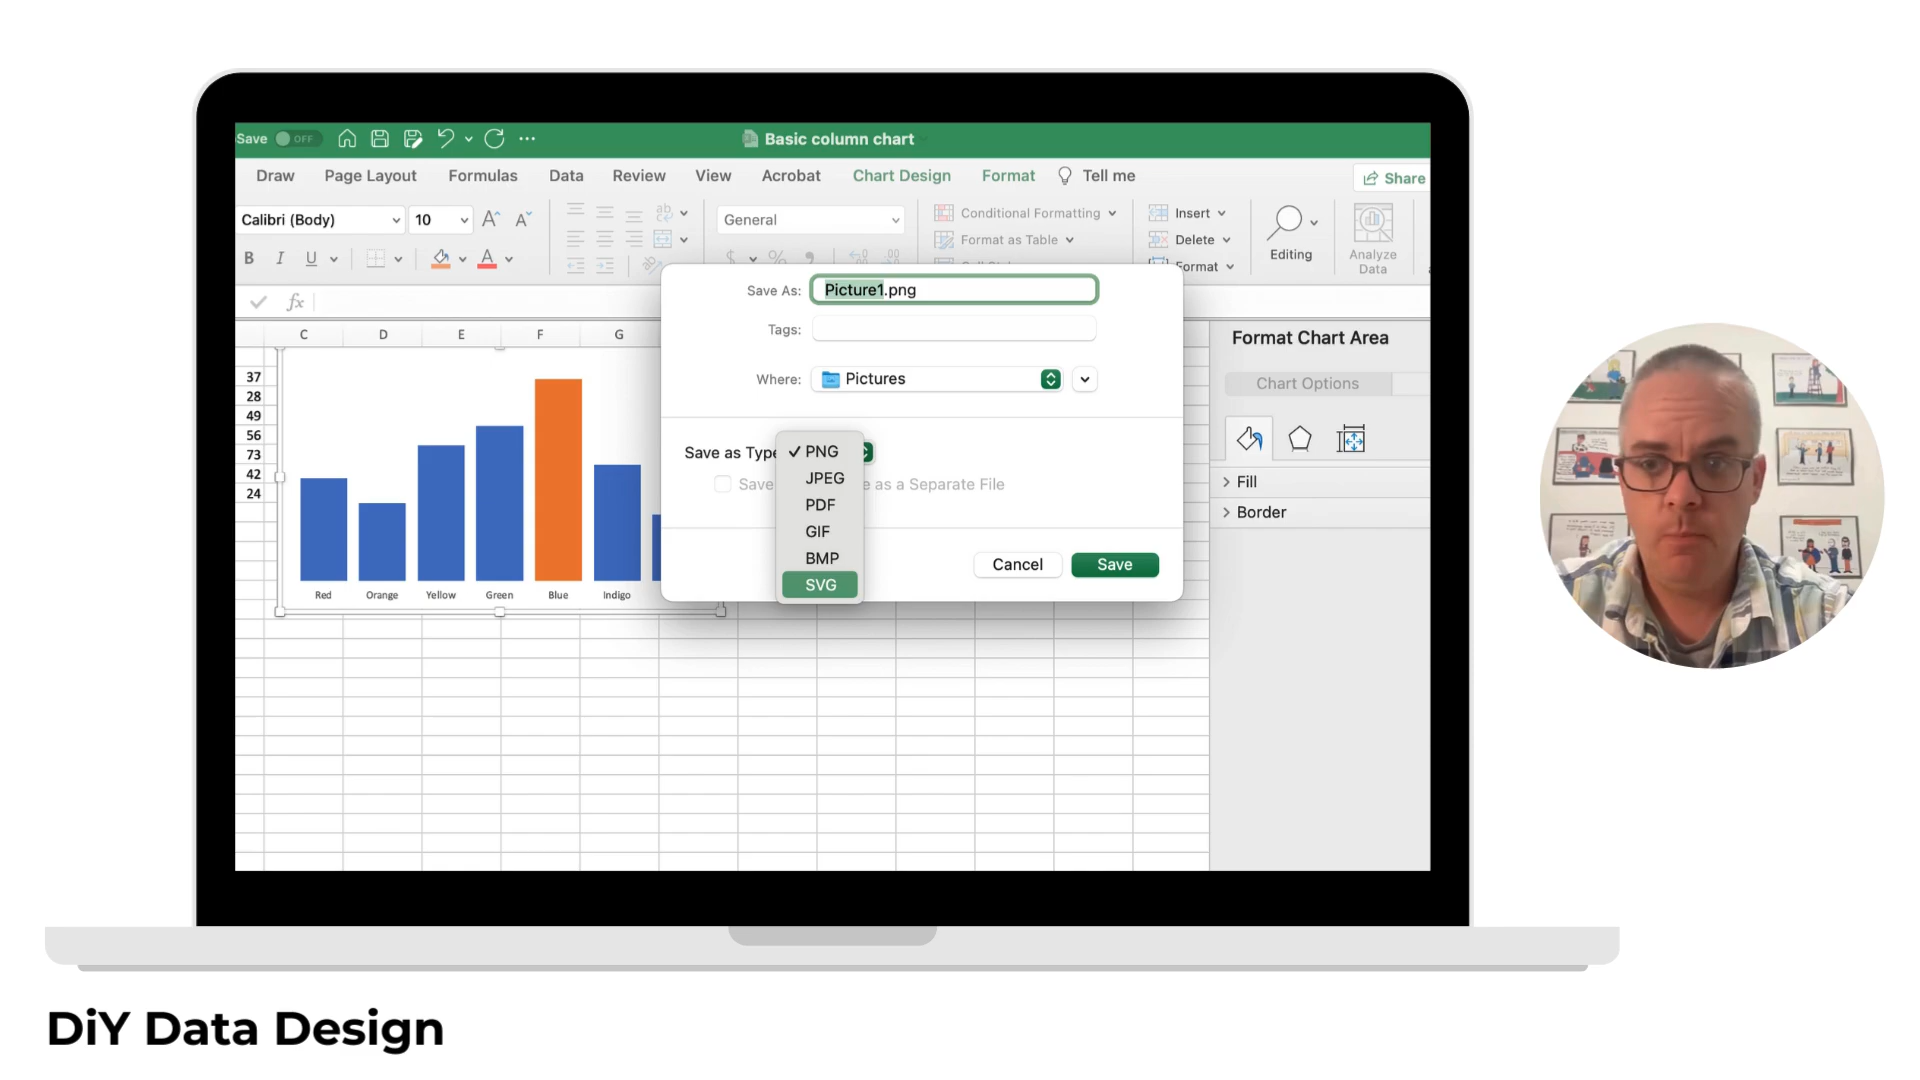 Save OFF ... Basic column chart
Draw Page Layout Formulas Data Review View Acrobat Chart Design Format Tell me Share
Calibri (Body) 10 A^ Aˇ ab General Conditional Formatting Insert
Format as Table Delete Editing Analyze Data
B I U A $ % Format
fx
Save As: Picture1.png
Tags:
Where: Pictures
Save as Type
✓ PNG
JPEG
PDF
GIF
BMP
SVG
Save
e as a Separate File
Cancel Save
C D E F G
37
28
49
56
73
42
24
Red Orange Yellow Green Blue Indigo
Format Chart Area
Chart Options
Fill
Border
DiY Data Design